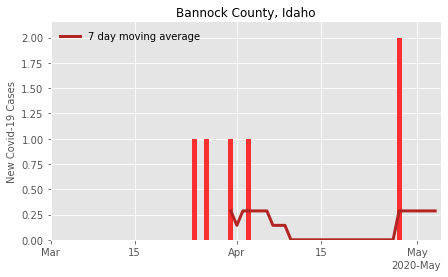 Bannock County, Idaho
7 day moving average
New Covid-19 Cases
2.00
1.75
1.50
1.25
1.00
0.75
0.50
0.25
0.00
Mar
15
Apr
15
May
2020-May